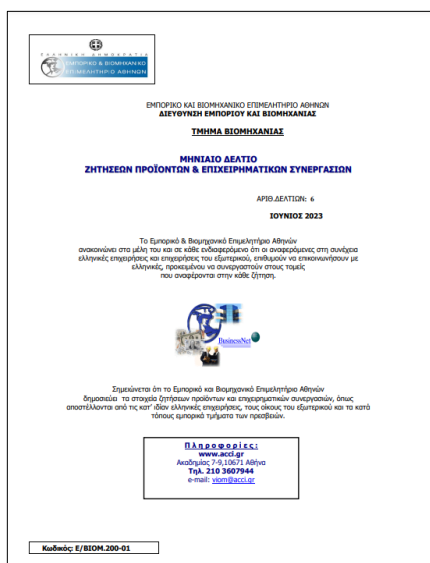 ΕΛΛΗΝΙΚΗ ΔΗΜΟΚΡΑΤΙΑ
ΕΜΠΟΡΙΚΟ & ΒΙΟΜΗΧΑΝΙΚΟ
ΕΠΙΜΕΛΗΤΗΡΙΟ ΑΘΗΝΩΝ
ΕΜΠΟΡΙΚΟ ΚΑΙ ΒΙΟΜΗΧΑΝΙΚΟ ΕΠΙΜΕΛΗΤΗΡΙΟ ΑΘΗΝΩΝ
ΔΙΕΥΘΥΝΣΗ ΕΜΠΟΡΙΟΥ ΚΑΙ ΒΙΟΜΗΧΑΝΙΑΣ
ΤΜΗΜΑ ΒΙΟΜΗΧΑΝΙΑΣ
ΜΗΝΙΑΙΟ ΔΕΛΤΙΟ
ΖΗΤΗΣΕΩΝ ΠΡΟΪΟΝΤΩΝ & ΕΠΙΧΕΙΡΗΜΑΤΙΚΩΝ ΣΥΝΕΡΓΑΣΙΩΝ
ΑΡΙΘ.ΔΕΛΤΙΩΝ: 6
ΙΟΥΝΙΟΣ 2023
Το Εμπορικό & Βιομηχανικό Επιμελητήριο Αθηνών
ανακοινώνει στα μέλη του και σε κάθε ενδιαφερόμενο ότι οι αναφερόμενες στη συνέχεια
ελληνικές επιχειρήσεις και επιχειρήσεις του εξωτερικού, επιθυμούν να επικοινωνήσουν με
ελληνικές, προκειμένου να συνεργαστούν στους τομείς
που αναφέρονται στην κάθε ζήτηση.
BusinessNet
Σημειώνεται ότι το Εμπορικό και Βιομηχανικό Επιμελητήριο Αθηνών
δημοσιεύει τα στοιχεία ζητήσεων προϊόντων και επιχειρηματικών συνεργασιών, όπως
αποστέλλονται από τις κατ' ιδίαν ελληνικές επιχειρήσεις, τους οίκους του εξωτερικού και τα κατά
τόπους εμπορικά τμήματα των πρεσβειών.
Πληροφορίες:
www.acci.gr
Ακαδημίας 7-9,10671 Αθήνα
Τηλ. 210 3607944
e-mail: viom@acci.gr
Κωδικός: Ε/ΒΙΟΜ.200-01